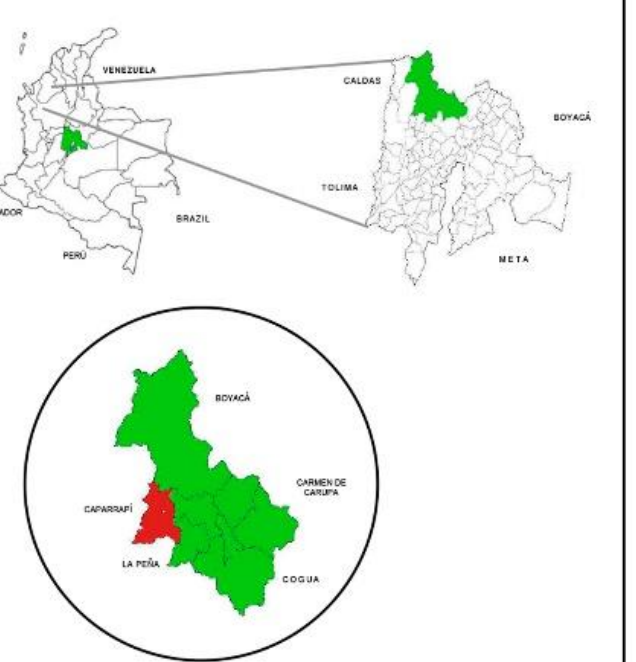 VENEZUELA
ADOR
BRAZIL
PERÚ
CALDAS
BOYACÁ
TOLIMA
META
BOYACÁ
CARMEN DE
CARUPA
CAPARRAPÍ
LA PEÑA
COGUA